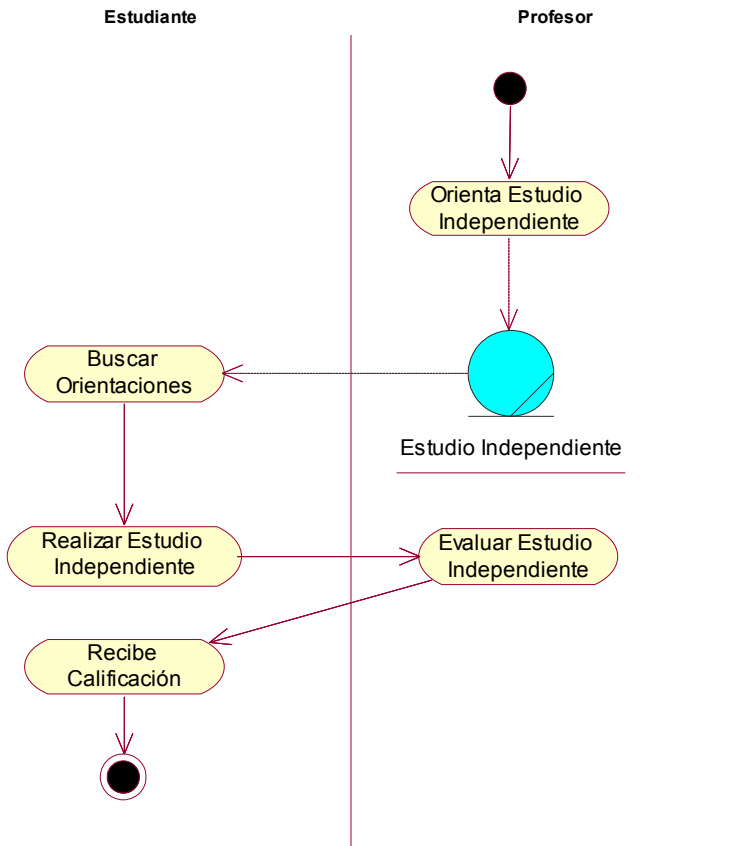 Estudiante
Profesor
Orienta Estudio
Independiente
Buscar
Orientaciones
Estudio Independiente
Realizar Estudio
Independiente
Evaluar Estudio
Independiente
Recibe
Calificación